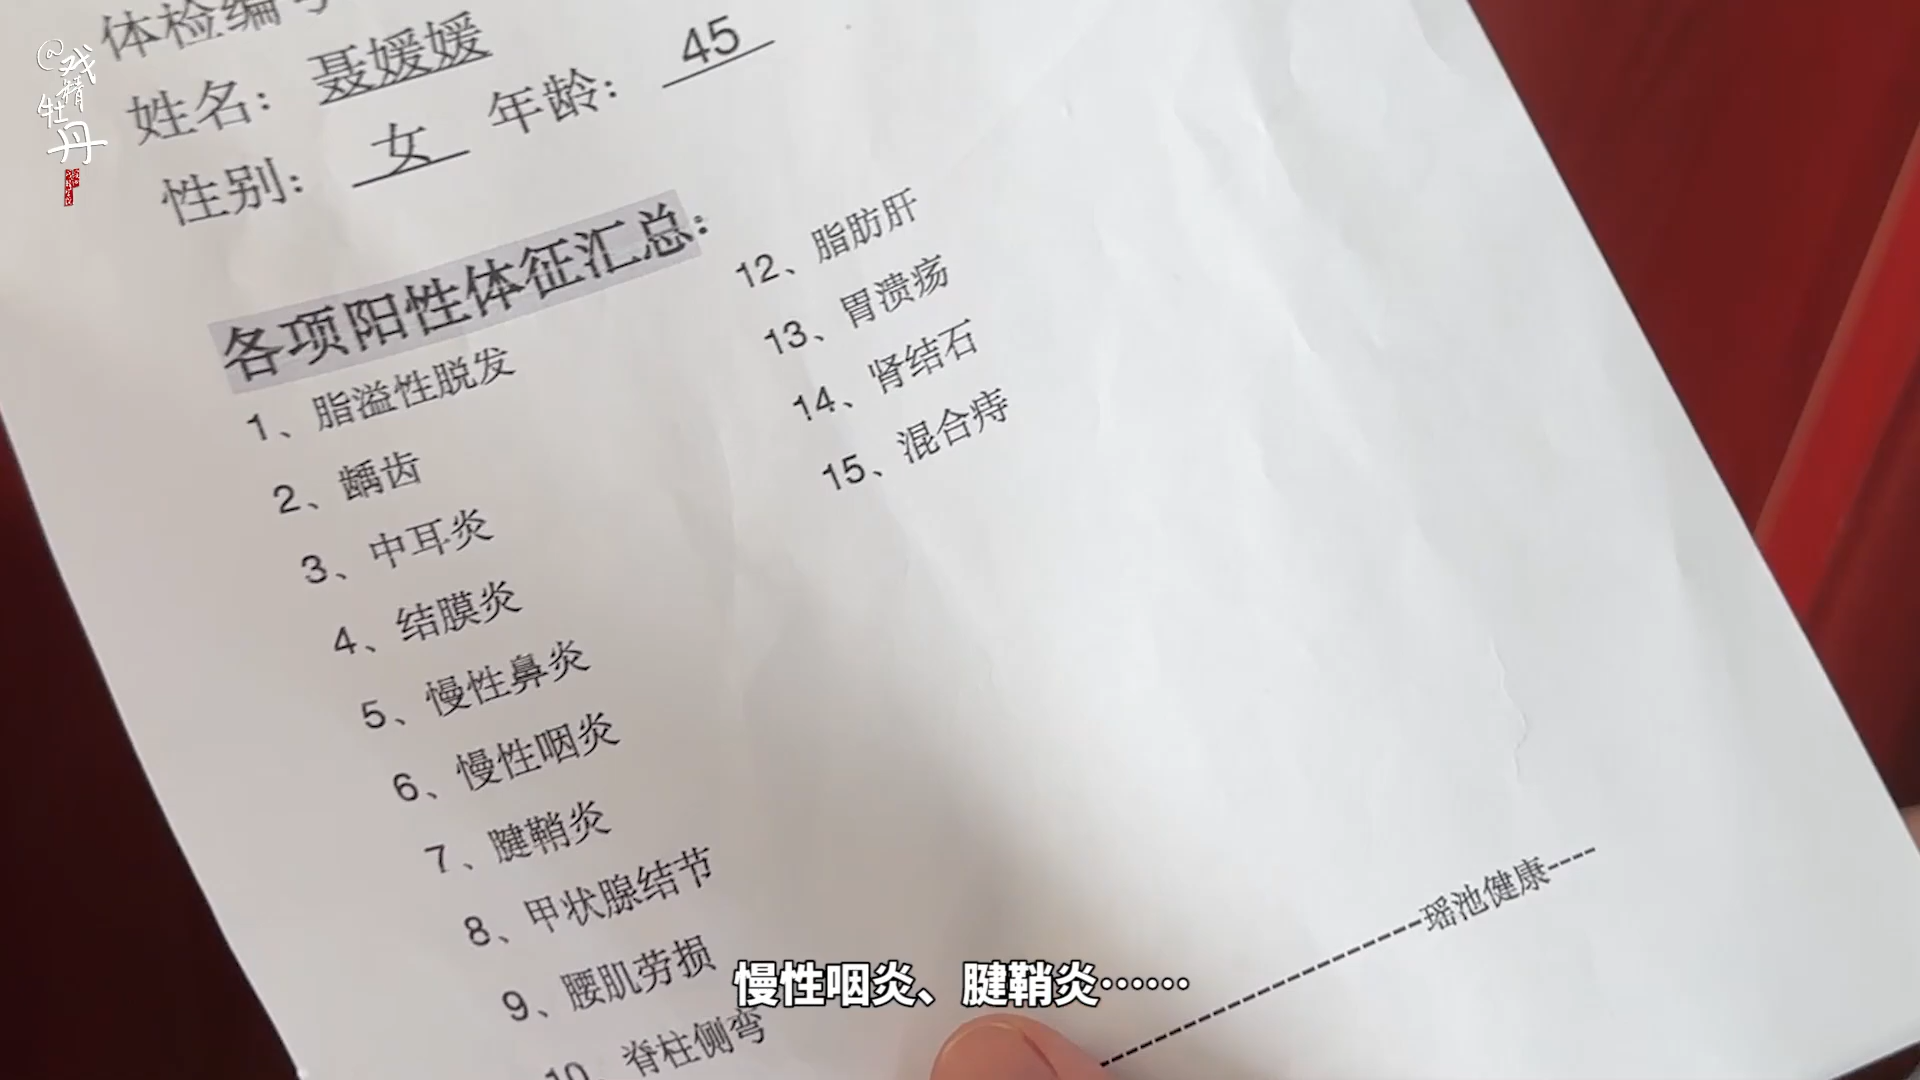 @戏精牡丹
体检编号
姓名：聂媛媛
性别：女 年龄：45
各项阳性体征汇总：
1、脂溢性脱发
2、龋齿
3、中耳炎
4、结膜炎
5、慢性鼻炎
6、慢性咽炎
7、腱鞘炎
8、甲状腺结节
9、腰肌劳损
10、脊柱侧弯
12、脂肪肝
13、胃溃疡
14、肾结石
15、混合痔
瑶池健康
慢性咽炎、腱鞘炎……